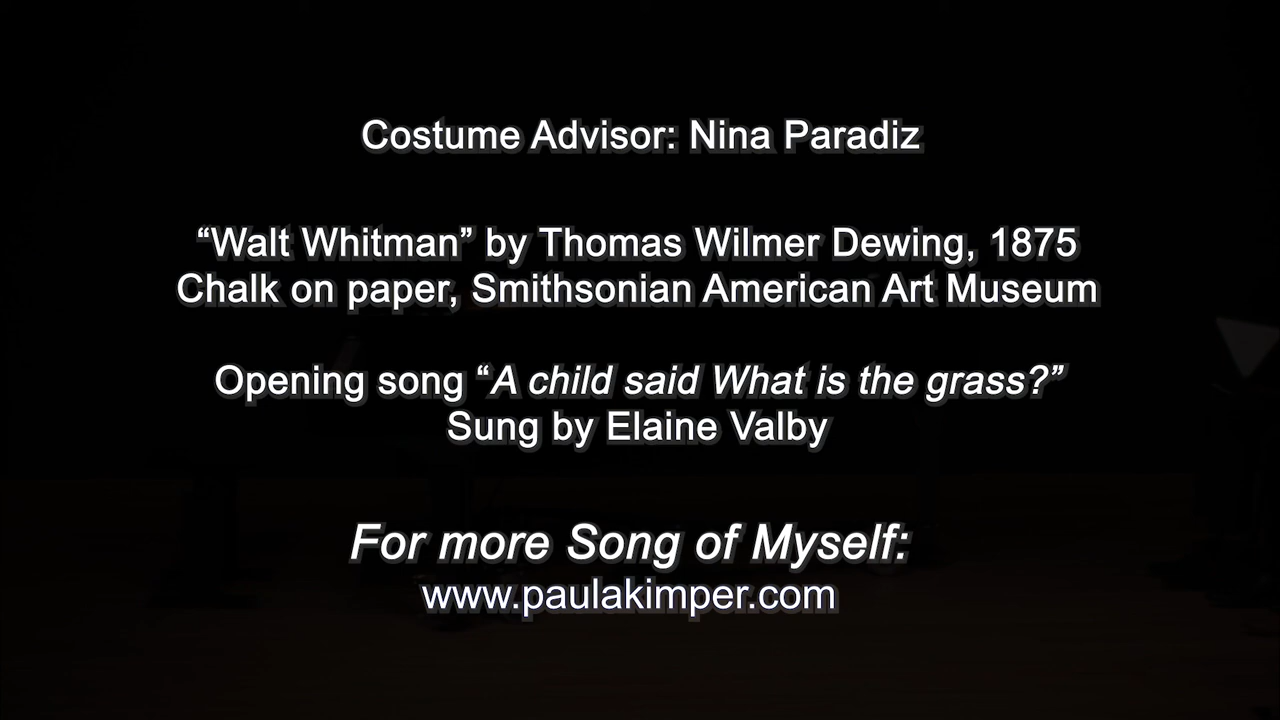 Costume Advisor: Nina Paradiz
“Walt Whitman” by Thomas Wilmer Dewing, 1875
Chalk on paper, Smithsonian American Art Museum
Opening song “A child said What is the grass?”
Sung by Elaine Valby
For more Song of Myself:
www.paulakimper.com